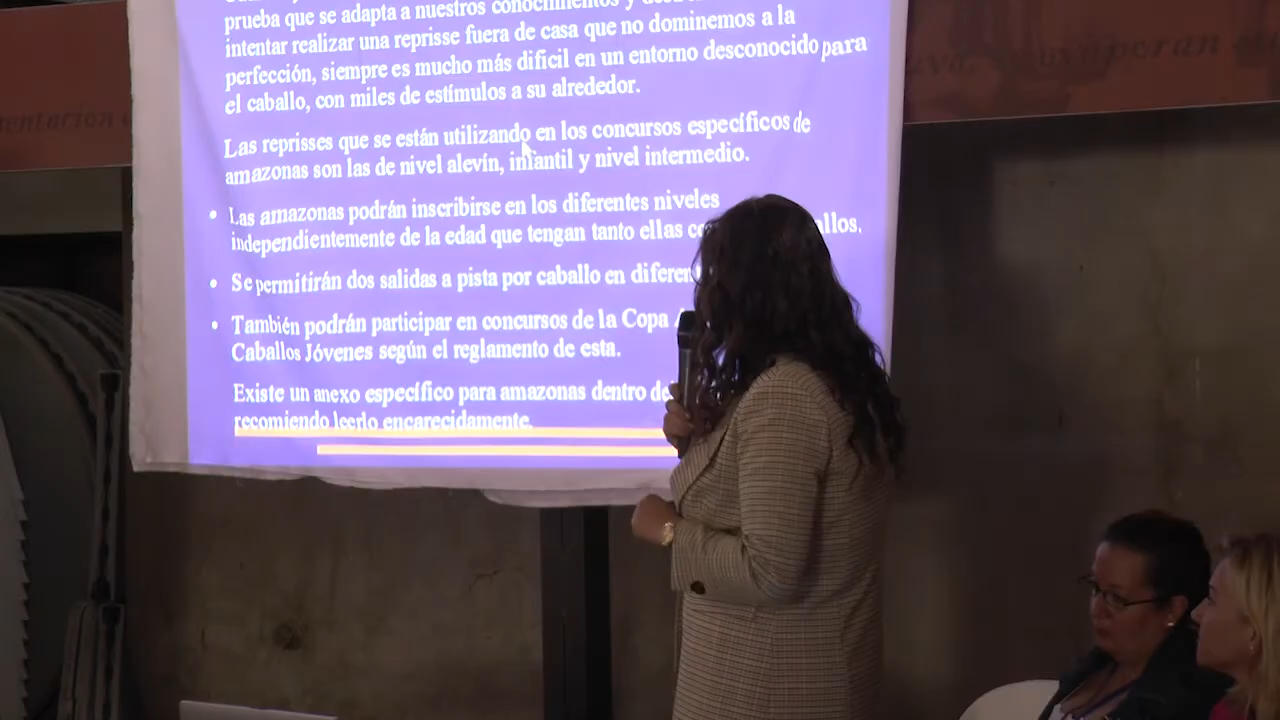 prueba que se adapta a nuestros conocimientos y
intentar realizar una reprisse fuera de casa que no dominemos a la
perfección, siempre es mucho más dificil en un entorno desconocido para
el caballo, con miles de estímulos a su alrededor.
Las reprisses que se están utilizando en los concursos específicos de
amazonas son las de nivel alevín, infantil y nivel intermedio.
• Las amazonas podrán inscribirse en los diferentes niveles
independientemente de la edad que tengan tanto ellas
• Se permitirán dos salidas a pista por caballo en
• También podrán participar en concursos de la Copa
Caballos Jóvenes según el reglamento de esta.
Existe un anexo específico para amazonas dentro
recomiendo leerlo encarecidamente.